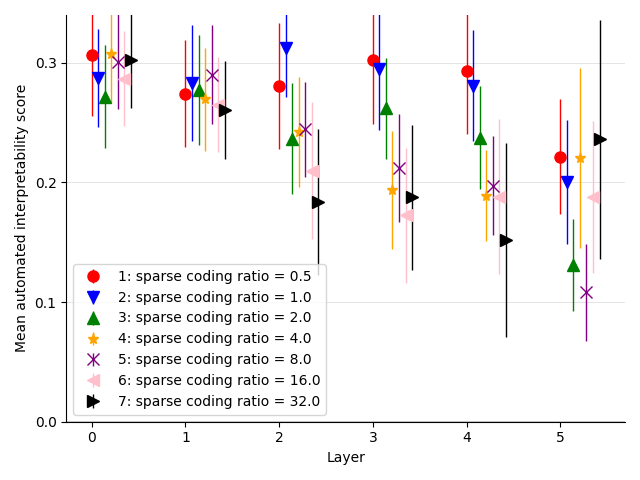 0.3
0.2
0.1
0.0
Mean automated interpretability score
1: sparse coding ratio = 0.5
2: sparse coding ratio = 1.0
3: sparse coding ratio = 2.0
4: sparse coding ratio = 4.0
5: sparse coding ratio = 8.0
6: sparse coding ratio = 16.0
7: sparse coding ratio = 32.0
0 1 2 3 4 5
Layer